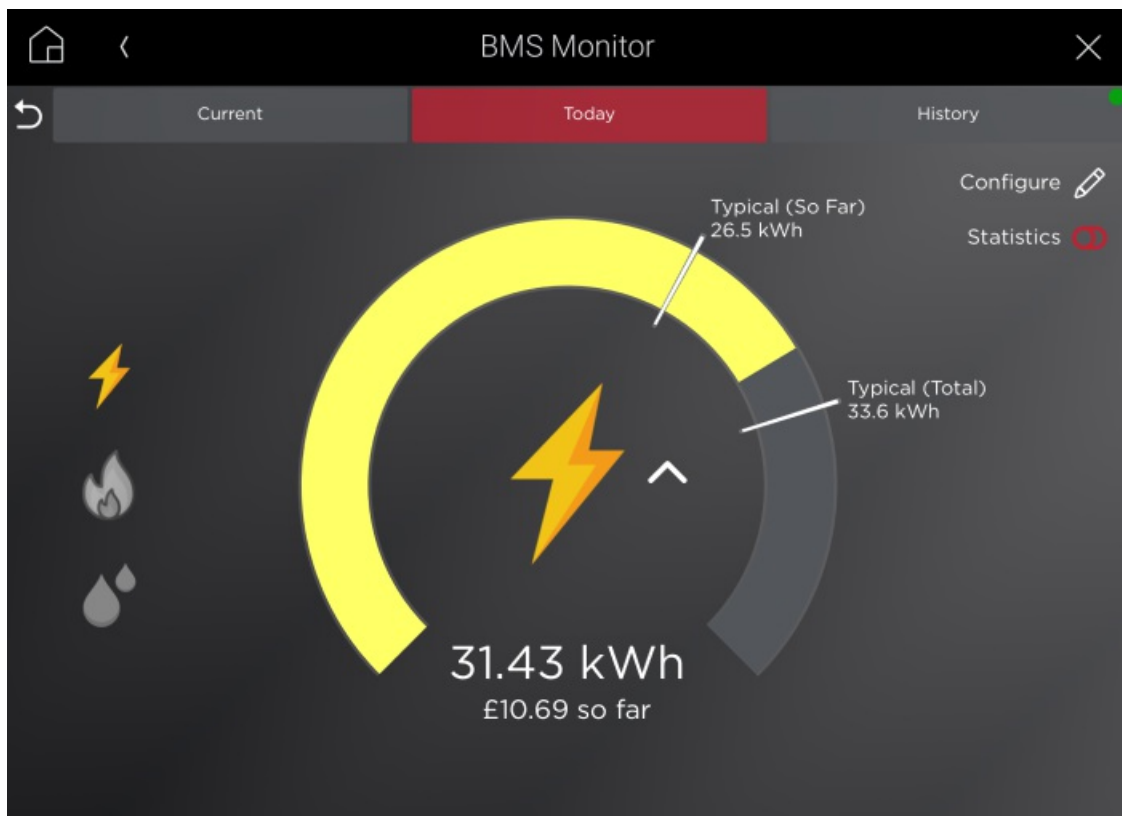 BMS Monitor
Current
Today
History
Configure
Statistics
Typical (So Far)
26.5 kWh
Typical (Total)
33.6 kWh
31.43 kWh
£10.69 so far